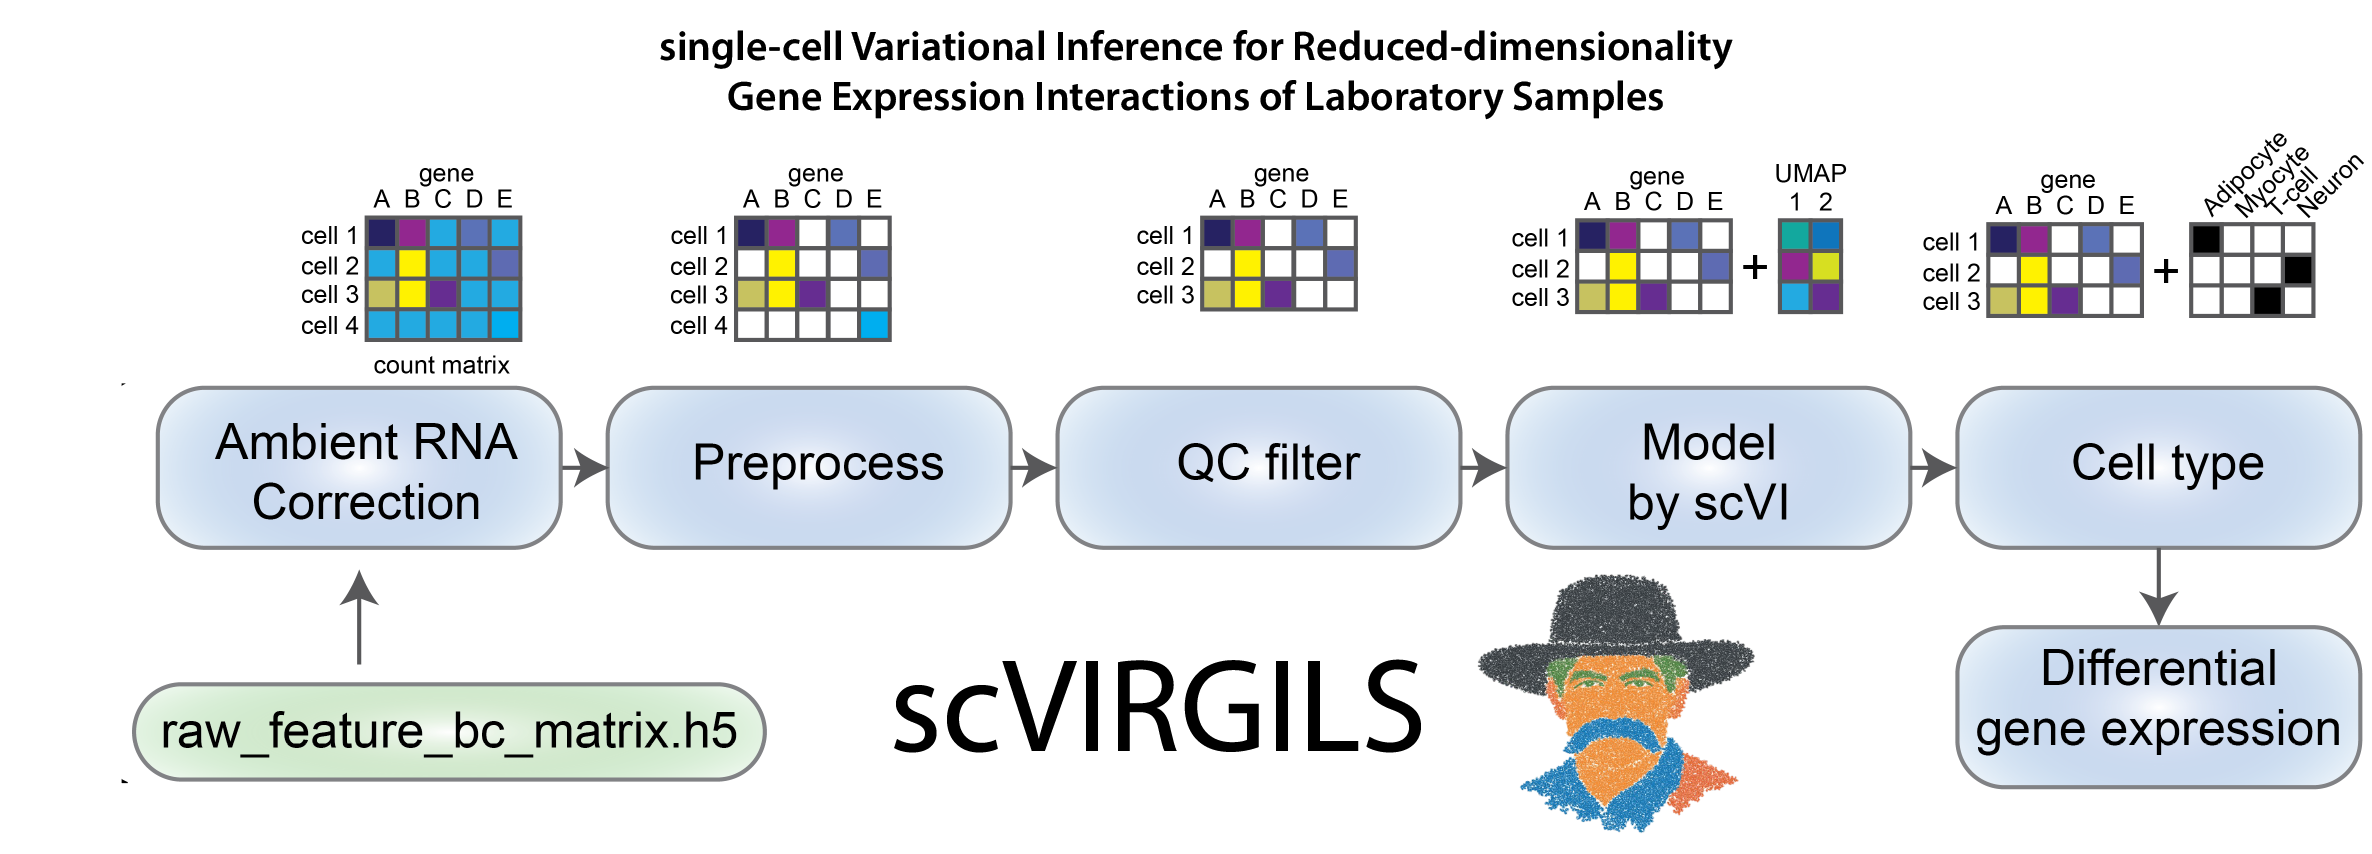 single-cell Variational Inference for Reduced-dimensionality
Gene Expression Interactions of Laboratory Samples
gene
A B C D E
cell 1
cell 2
cell 3
cell 4
count matrix
gene
A B C D E
cell 1
cell 2
cell 3
cell 4
gene
A B C D E
cell 1
cell 2
cell 3
gene
A B C D E
cell 1
cell 2
cell 3
+
UMAP
1 2
gene
A B C D E
cell 1
cell 2
cell 3
+
Adipocyte
Myocyte
T-cell
Neuron
Ambient RNA
Correction
Preprocess
QC filter
Model
by scVI
Cell type
raw_feature_bc_matrix.h5
scVIRGILS
Differential
gene expression